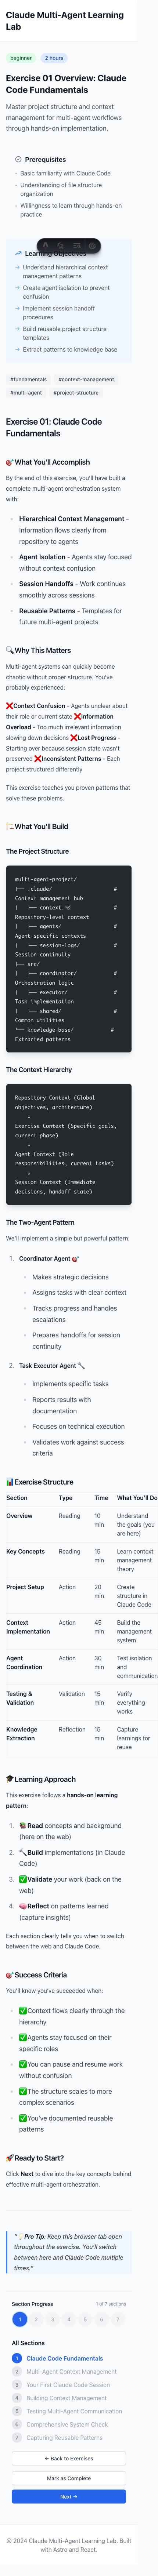 Claude Multi-Agent Learning
Lab
beginner 2 hours
Exercise 01 Overview: Claude
Code Fundamentals
Master project structure and context
management for multi-agent workflows
through hands-on implementation.
Prerequisites
Basic familiarity with Claude Code
Understanding of file structure
organization
Willingness to learn through hands-on
practice
Learning Objectives
Understand hierarchical context
management patterns
Create agent isolation to prevent
confusion
Implement session handoff
procedures
Build reusable project structure
templates
Extract patterns to knowledge base
#fundamentals #context-management
#multi-agent #project-structure
Exercise 01: Claude Code
Fundamentals
🎯 What You'll Accomplish
By the end of this exercise, you'll have built a
complete multi-agent orchestration system
with:
Hierarchical Context Management -
Information flows clearly from
repository to agents
Agent Isolation - Agents stay focused
without context confusion
Session Handoffs - Work continues
smoothly across sessions
Reusable Patterns - Templates for
future multi-agent projects
🔍 Why This Matters
Multi-agent systems can quickly become
chaotic without proper structure. You've
probably experienced:
❌Context Confusion - Agents unclear about
their role or current state ❌Information
Overload - Too much irrelevant information
slowing down decisions ❌Lost Progress -
Starting over because session state wasn't
preserved ❌Inconsistent Patterns - Each
project structured differently
This exercise teaches you proven patterns that
solve these problems.
🏗️ What You'll Build
The Project Structure
multi-agent-project/
├── .claude/ #
Context management hub
│ ├── context.md #
Repository-level context
│ ├── agents/ #
Agent-specific contexts
│ └── session-logs/ #
Session continuity
├── src/
│ ├── coordinator/ #
Orchestration logic
│ ├── executor/ #
Task implementation
│ └── shared/ #
Common utilities
└── knowledge-base/ #
Extracted patterns
The Context Hierarchy
Repository Context (Global
objectives, architecture)
↓
Exercise Context (Specific goals,
current phase)
↓
Agent Context (Role
responsibilities, current tasks)
↓
Session Context (Immediate
decisions, handoff state)
The Two-Agent Pattern
We'll implement a simple but powerful pattern:
1. Coordinator Agent 🎯
Makes strategic decisions
Assigns tasks with clear context
Tracks progress and handles
escalations
Prepares handoffs for session
continuity
2. Task Executor Agent 🔧
Implements specific tasks
Reports results with
documentation
Focuses on technical execution
Validates work against success
criteria
📊 Exercise Structure
Section Type Time What You'll Do
Overview Reading 10 min Understand the goals (you are here)
Key Concepts Reading 15 min Learn context management theory
Project Setup Action 20 min Create structure in Claude Code
Context Implementation Action 45 min Build the management system
Agent Coordination Action 30 min Test isolation and communication
Testing & Validation Validation 15 min Verify everything works
Knowledge Extraction Reflection 15 min Capture learnings for reuse
🎓 Learning Approach
This exercise follows a hands-on learning
pattern:
1. 📚Read concepts and background
(here on the web)
2. 🔨Build implementations (in Claude
Code)
3. ✅Validate your work (back on the
web)
4. 🧠Reflect on patterns learned
(capture insights)
Each section clearly tells you when to switch
between the web and Claude Code.
🎯 Success Criteria
You'll know you've succeeded when:
✅Context flows clearly through the
hierarchy
✅Agents stay focused on their
specific roles
✅You can pause and resume work
without confusion
✅The structure scales to more
complex scenarios
✅You've documented reusable
patterns
🚀 Ready to Start?
Click Next to dive into the key concepts behind
effective multi-agent orchestration.
"💡 Pro Tip: Keep this browser tab open
throughout the exercise. You'll switch
between here and Claude Code multiple
times."
Section Progress 1 of 7 sections
1 2 3 4 5 6 7
All Sections
1 Claude Code Fundamentals
2 Multi-Agent Context Management
3 Your First Claude Code Session
4 Building Context Management
5 Testing Multi-Agent Communication
6 Comprehensive System Check
7 Capturing Reusable Patterns
← Back to Exercises
Mark as Complete
Next →
© 2024 Claude Multi-Agent Learning Lab. Built
with Astro and React.